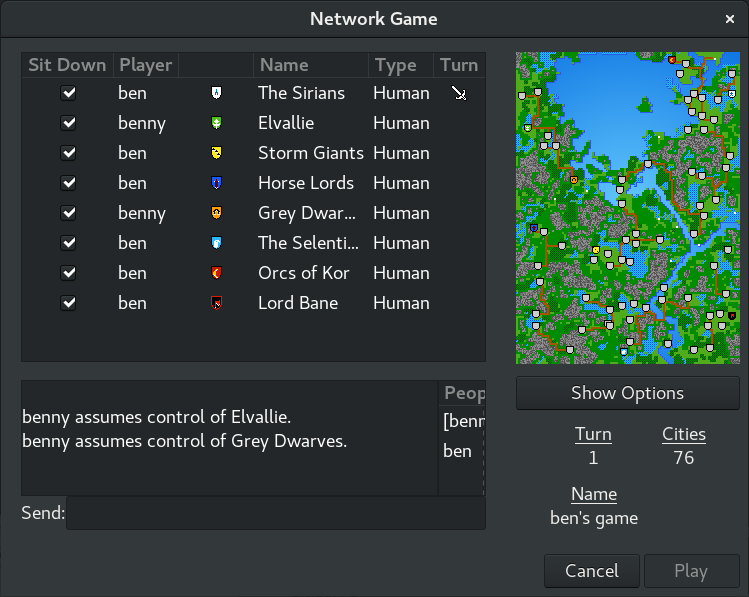 Network Game
Sit Down Player Name Type Turn
ben The Sirians Human
benny Elvallie Human
ben Storm Giants Human
ben Horse Lords Human
benny Grey Dwar... Human
ben The Selenti... Human
ben Orcs of Kor Human
ben Lord Bane Human
benny assumes control of Elvallie.
benny assumes control of Grey Dwarves.
Peop
[benn
ben
Send:
Show Options
Turn Cities
1 76
Name
ben's game
Cancel Play